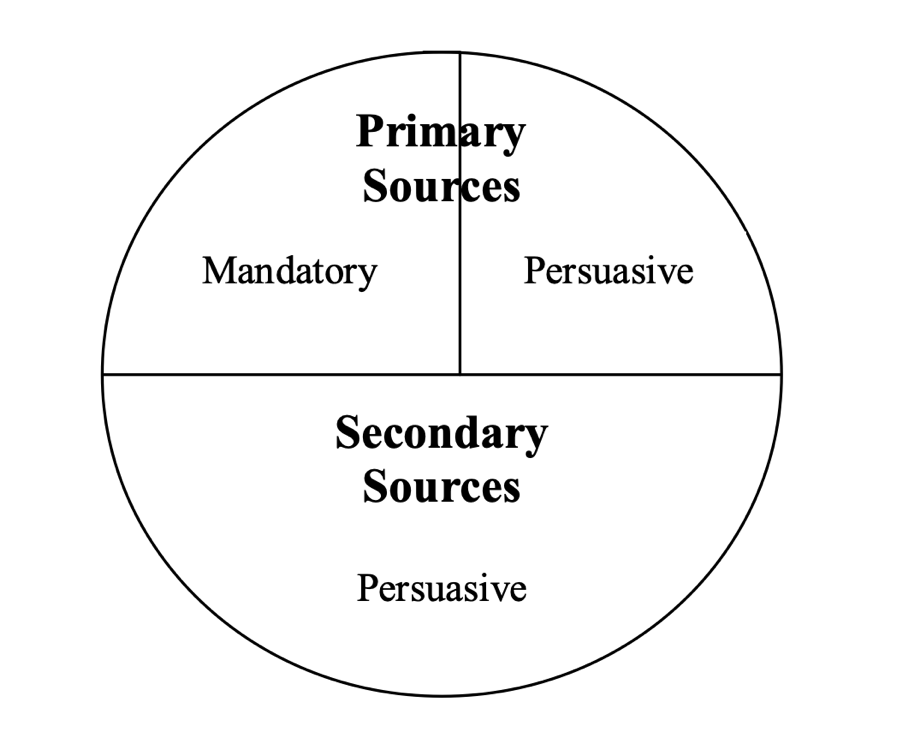 Primary
Sources
Mandatory
Persuasive
Secondary
Sources
Persuasive